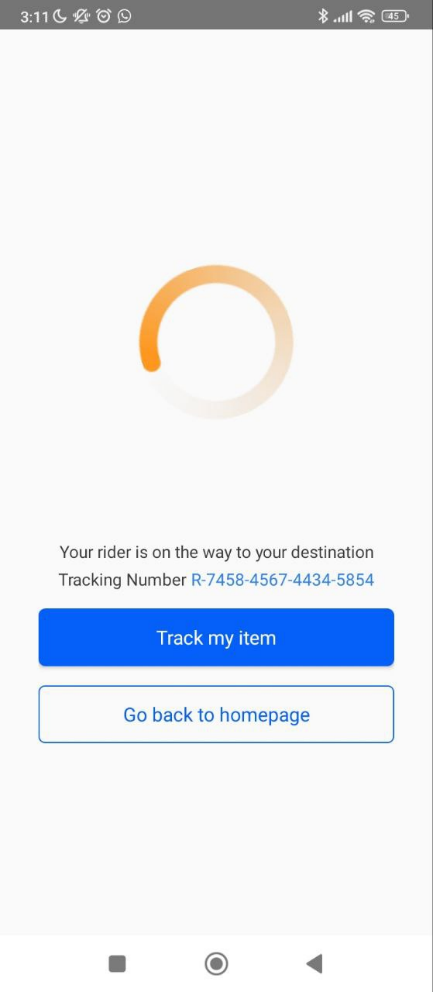 3:11
45
Your rider is on the way to your destination
Tracking Number R-7458-4567-4434-5854
Track my item
Go back to homepage